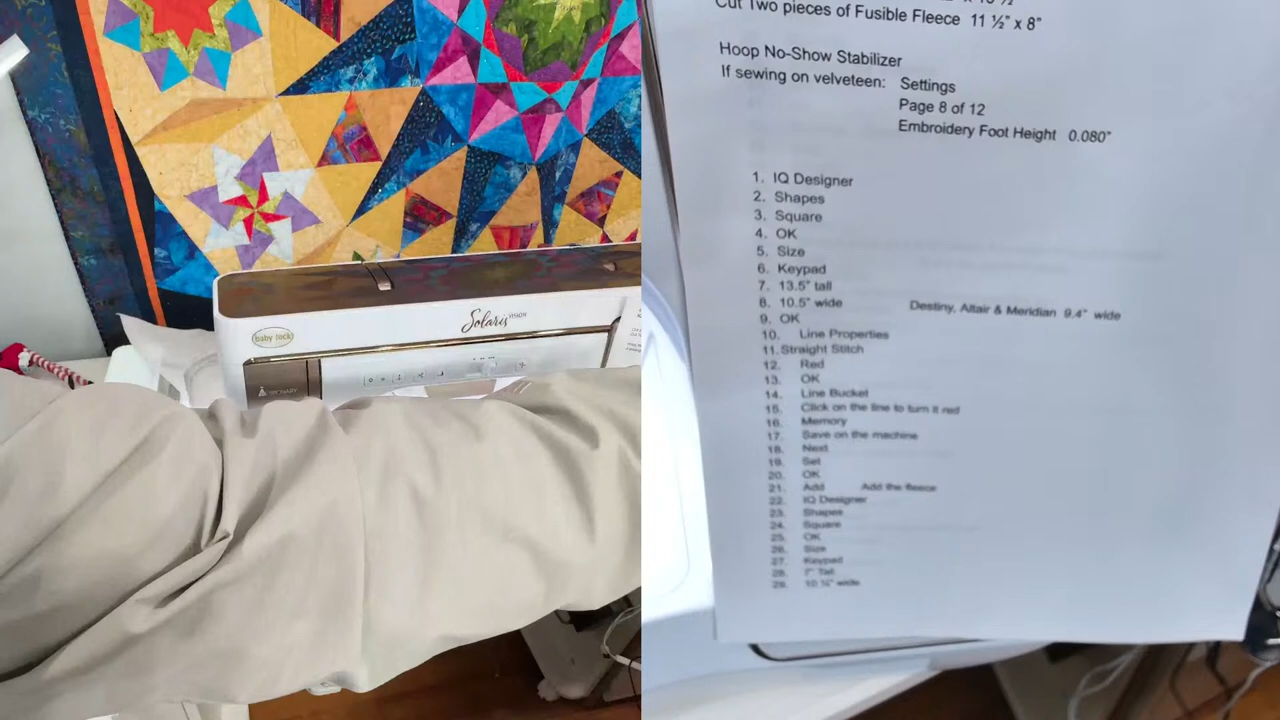 Solaris VISION
baby lock
Cut Two pieces of Fusible Fleece 11 ½" x 8"
Hoop No-Show Stabilizer
If sewing on velveteen: Settings
Page 8 of 12
Embroidery Foot Height 0.080"
1. IQ Designer
2. Shapes
3. Square
4. OK
5. Size
6. Keypad
7. 13.5" tall
8. 10.5" wide Destiny, Altair & Meridian 9.4" wide
9. OK
10. Line Properties
11. Straight Stitch
12. Red
13. OK
14. Line Bucket
15. Click on the line to turn it red
16. Memory
17. Save on the machine
18. Next
19. Set
20. OK
21. Add Add the fleece
22. IQ Designer
23. Shapes
24. Square
25. OK
26. Size
27. Keypad
28. Tall
29. wide